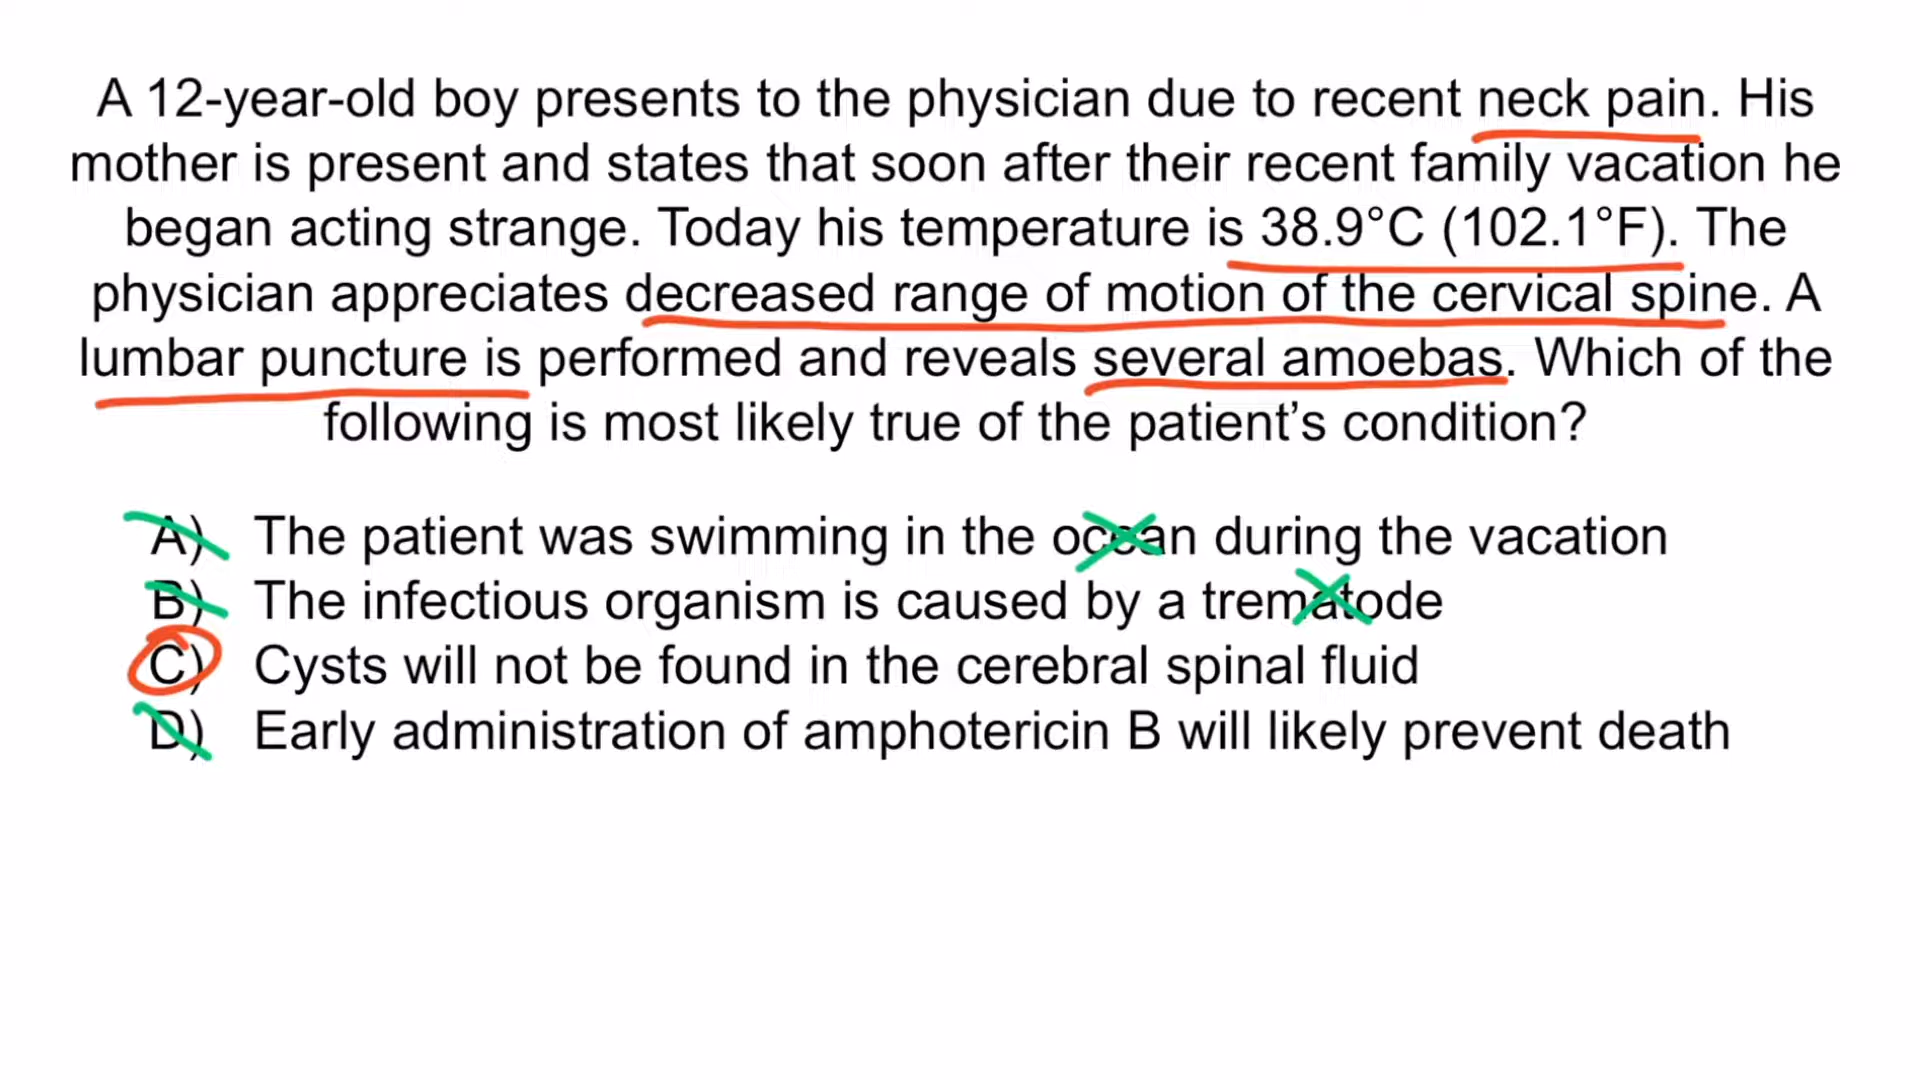 A 12-year-old boy presents to the physician due to recent neck pain. His
mother is present and states that soon after their recent family vacation he
began acting strange. Today his temperature is 38.9°C (102.1°F). The
physician appreciates decreased range of motion of the cervical spine. A
lumbar puncture is performed and reveals several amoebas. Which of the
following is most likely true of the patient’s condition?
A) The patient was swimming in the ocean during the vacation
B) The infectious organism is caused by a trematode
C) Cysts will not be found in the cerebral spinal fluid
D) Early administration of amphotericin B will likely prevent death